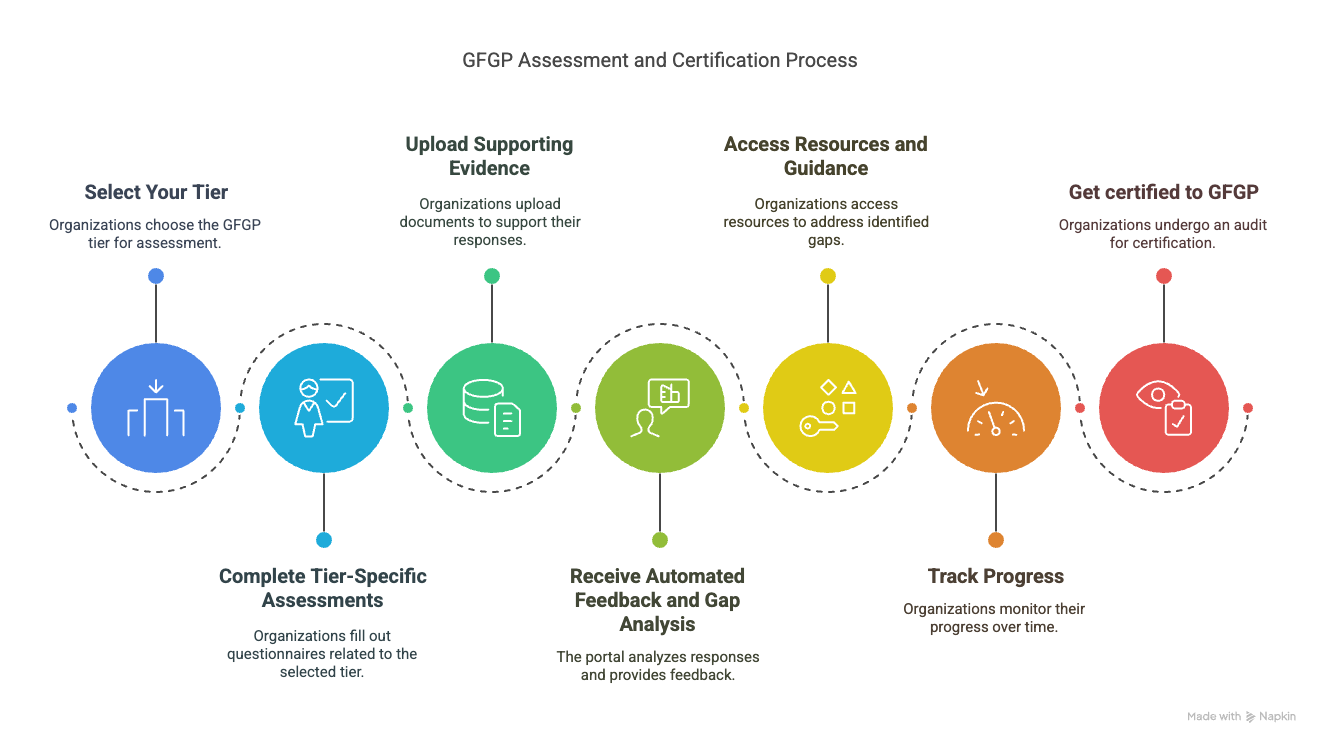 GFGP Assessment and Certification Process
Select Your Tier
Organizations choose the GFGP
tier for assessment.
Complete Tier-Specific
Assessments
Organizations fill out
questionnaires related to the
selected tier.
Upload Supporting
Evidence
Organizations upload
documents to support their
responses.
Receive Automated
Feedback and Gap
Analysis
The portal analyzes responses
and provides feedback.
Access Resources and
Guidance
Organizations access
resources to address identified
gaps.
Track Progress
Organizations monitor their
progress over time.
Get certified to GFGP
Organizations undergo an audit
for certification.
Made with Napkin